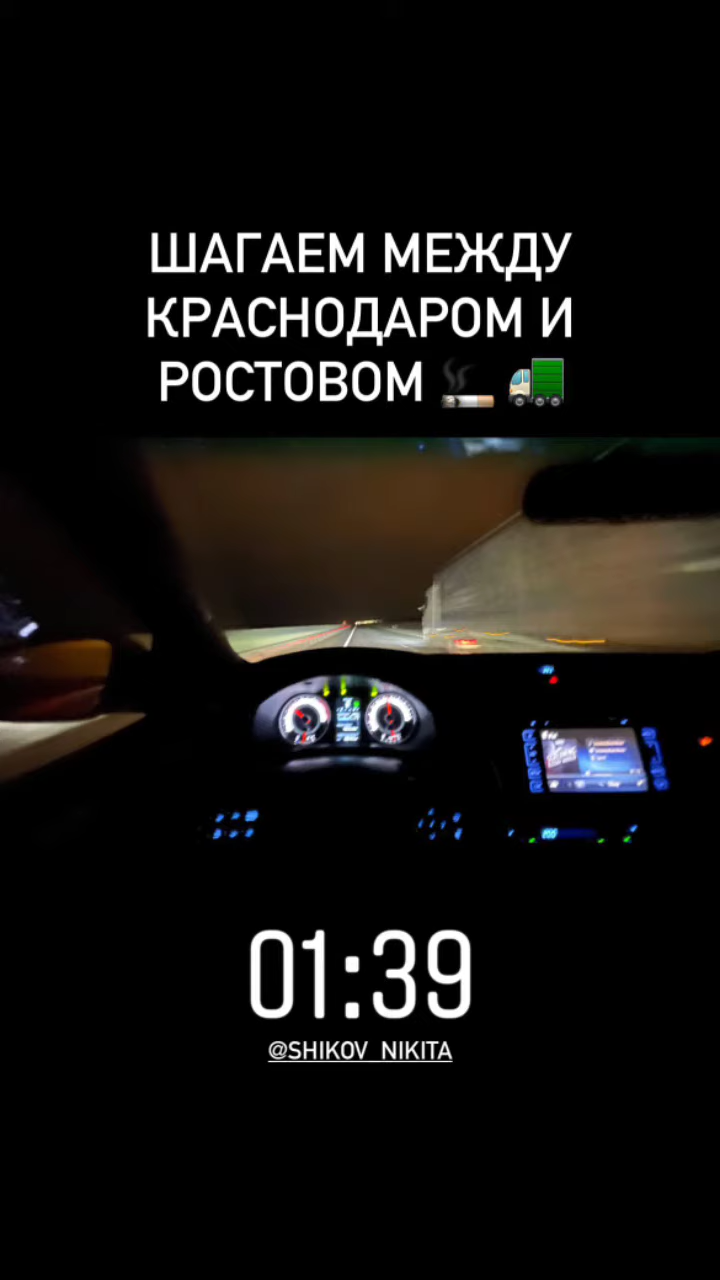 ШАГАЕМ МЕЖДУ
КРАСНОДАРОМ И
РОСТОВОМ 🚬 🚛
01:39
@SHIKOV_NIKITA